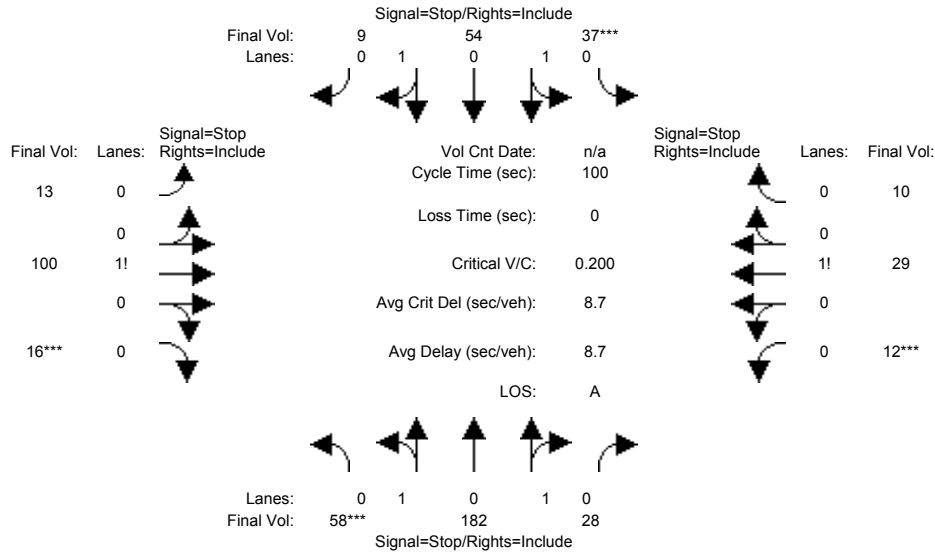 Signal=Stop/Rights=Include
Final Vol: 9 54 37***
Lanes: 0 1 0 1 0
Signal=Stop
Final Vol: Lanes: Rights=Include
Vol Cnt Date: n/a
Signal=Stop
Rights=Include Lanes: Final Vol:
Cycle Time (sec): 100
13 0
0 10
Loss Time (sec): 0
0
0
100 1!
Critical V/C: 0.200
1! 29
0
Avg Crit Del (sec/veh): 8.7
0
16*** 0
Avg Delay (sec/veh): 8.7
0 12***
LOS: A
Lanes: 0 1 0 1 0
Final Vol: 58*** 182 28
Signal=Stop/Rights=Include